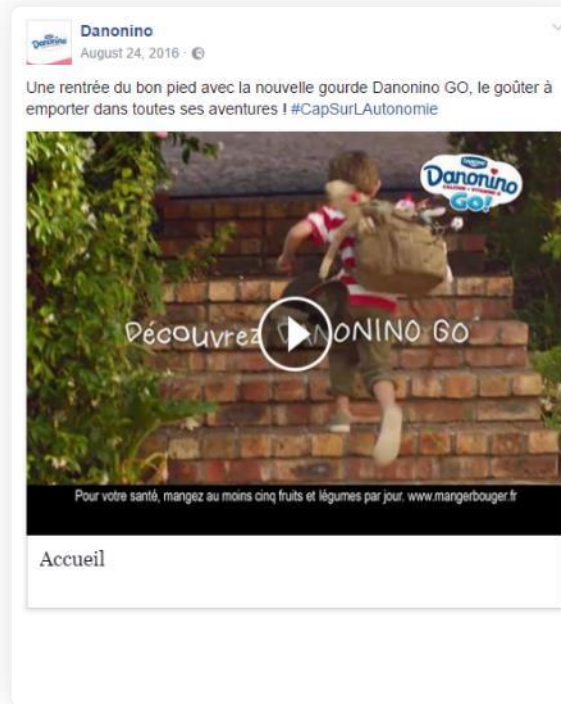 Danonino
Danonino
August 24, 2016 ·
Une rentrée du bon pied avec la nouvelle gourde Danonino GO, le goûter à
emporter dans toutes ses aventures ! #CapSurLAutonomie
Danonino
GO!
Découvrez DANONINO GO
Pour votre santé, mangez au moins cinq fruits et légumes par jour. www.mangerbouger.fr
Accueil